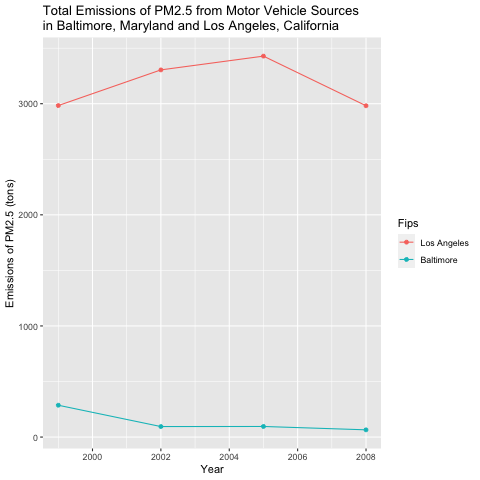 Total Emissions of PM2.5 from Motor Vehicle Sources
in Baltimore, Maryland and Los Angeles, California
Emissions of PM2.5 (tons)
3000
2000
1000
0
2000 2002 2004 2006 2008
Year
Fips
Los Angeles
Baltimore